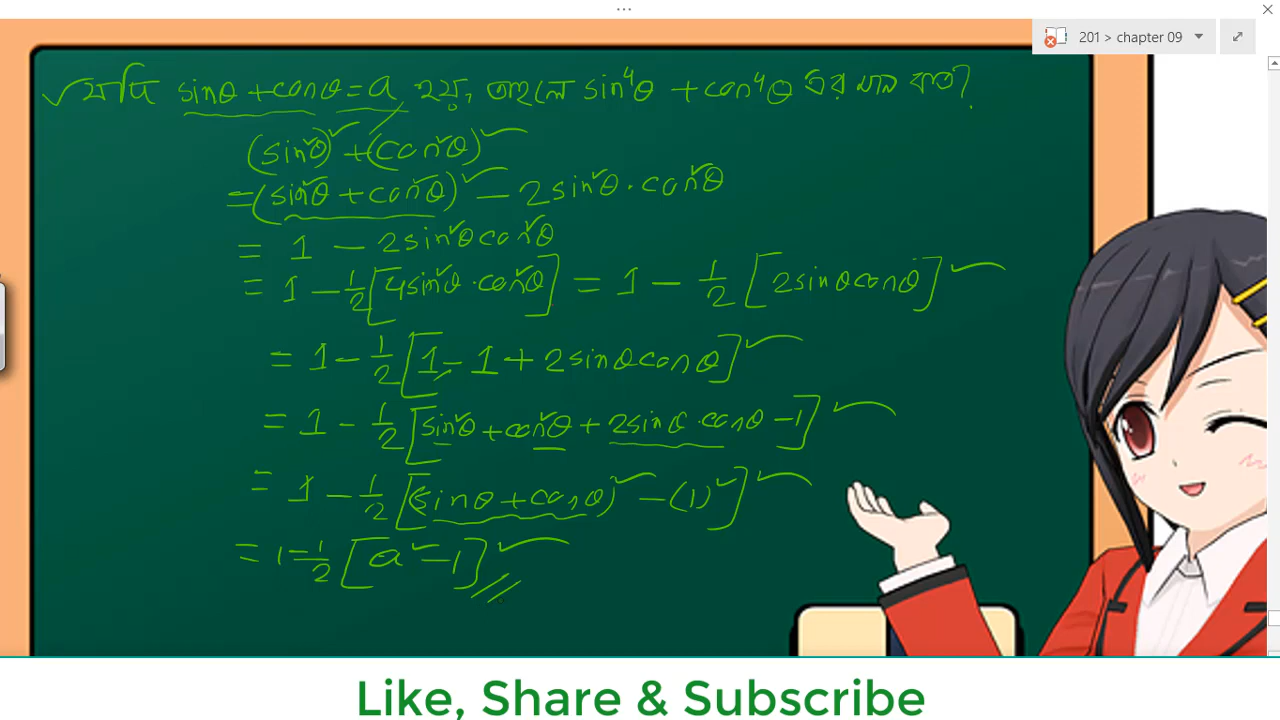 ...
201 > chapter 09
যদি sinθ + cosθ = a হয়, তাহলে sin⁴θ + cos⁴θ এর মান কত?
(sin²θ)² + (cos²θ)²
= (sin²θ + cos²θ)² − 2sin²θ · cos²θ
= 1 − 2sin²θcos²θ
= 1 − 1/2 [4sin²θ · cos²θ] = 1 − 1/2 [2sinθcosθ]²
= 1 − 1/2 [1 − 1 + 2sinθcosθ]²
= 1 − 1/2 [sin²θ + cos²θ + 2sinθ · cosθ − 1]²
= 1 − 1/2 [(sinθ + cosθ)² − (1)²]²
= 1 − 1/2 [a² − 1]²
Like, Share & Subscribe